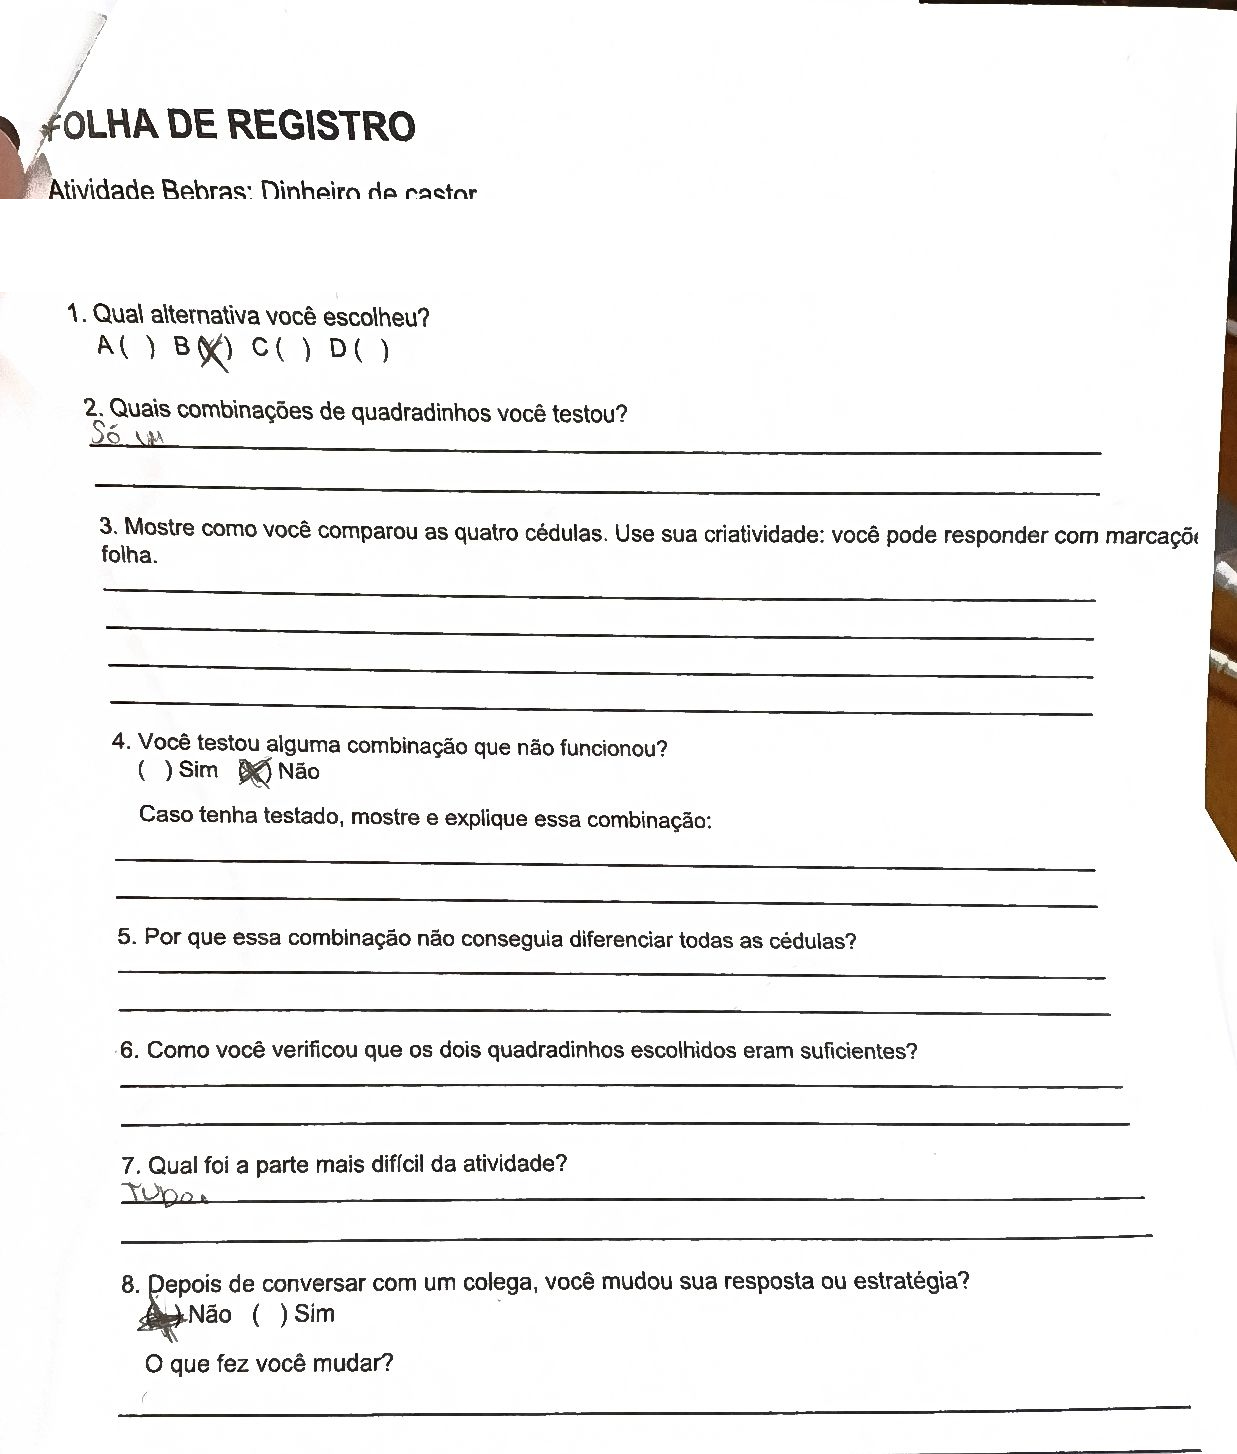 FOLHA DE REGISTRO
Atividade Bebras: Dinheiro de castor
1. Qual alternativa você escolheu?
A ( ) B (X) C ( ) D ( )
2. Quais combinações de quadradinhos você testou?
Só um
3. Mostre como você comparou as quatro cédulas. Use sua criatividade: você pode responder com marcaçõe
folha.
4. Você testou alguma combinação que não funcionou?
( ) Sim (X) Não
Caso tenha testado, mostre e explique essa combinação:
5. Por que essa combinação não conseguia diferenciar todas as cédulas?
6. Como você verificou que os dois quadradinhos escolhidos eram suficientes?
7. Qual foi a parte mais difícil da atividade?
TUDO
8. Depois de conversar com um colega, você mudou sua resposta ou estratégia?
(X) Não ( ) Sim
O que fez você mudar?